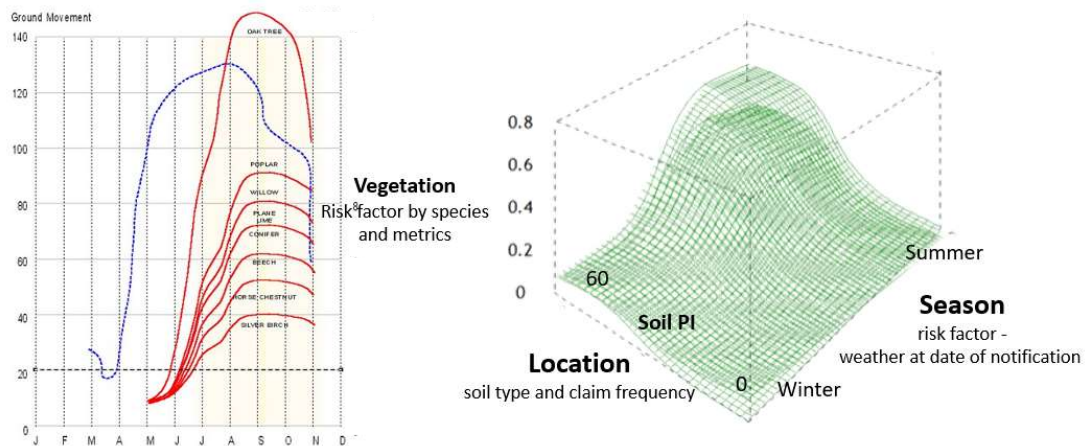 Ground Movement
140
120
100
80
60
40
20
0
J F M A M J J A S O N D
OAK TREE
POPLAR
WILLOW
PLANE
LIME
CONIFER
BEECH
HORSE CHESTNUT
SILVER BIRCH
Vegetation
Risk factor by species
and metrics
0.8
0.6
0.4
0.2
0
60
Soil PI
0
Location
soil type and claim frequency
Summer
Season
risk factor -
weather at date of notification
Winter